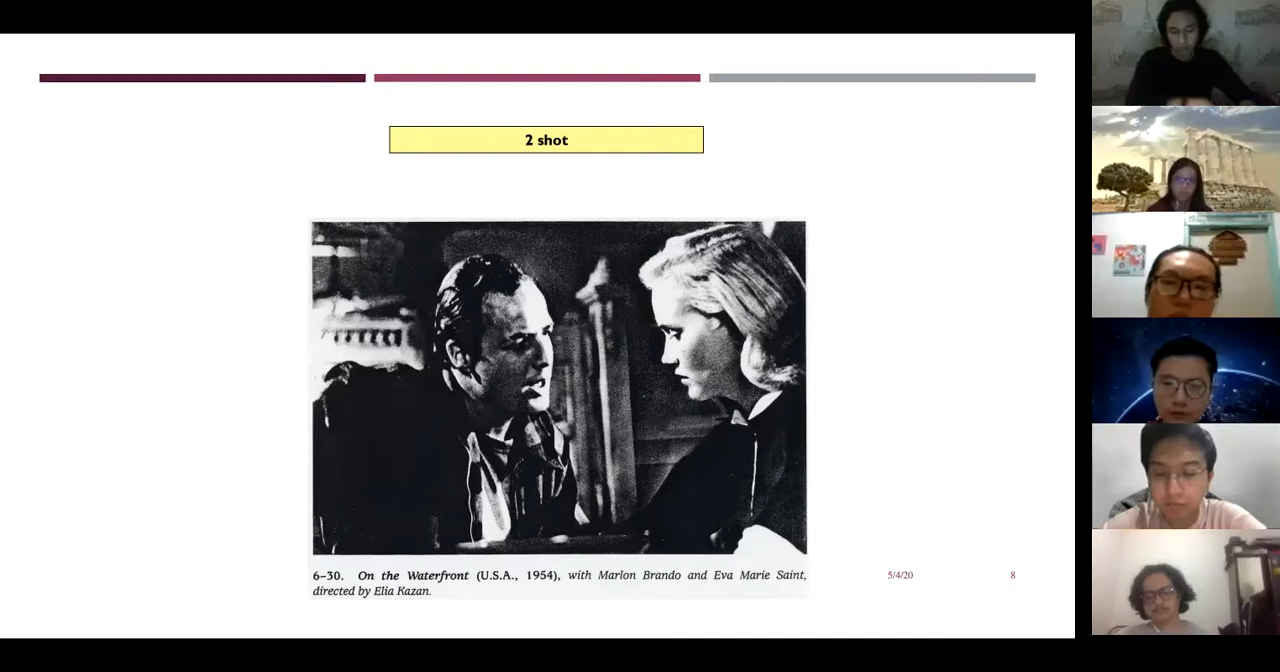 2 shot
6–30. On the Waterfront (U.S.A., 1954), with Marlon Brando and Eva Marie Saint,
directed by Elia Kazan.
5/4/20
8